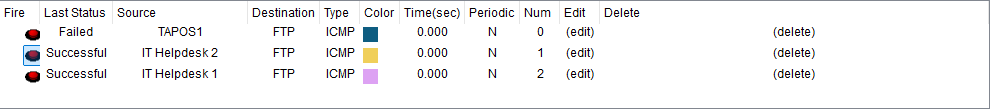 Fire Last Status Source Destination Type Color Time(sec) Periodic Num Edit Delete
Failed TAPOS1 FTP ICMP 0.000 N 0 (edit) (delete)
Successful IT Helpdesk 2 FTP ICMP 0.000 N 1 (edit) (delete)
Successful IT Helpdesk 1 FTP ICMP 0.000 N 2 (edit) (delete)